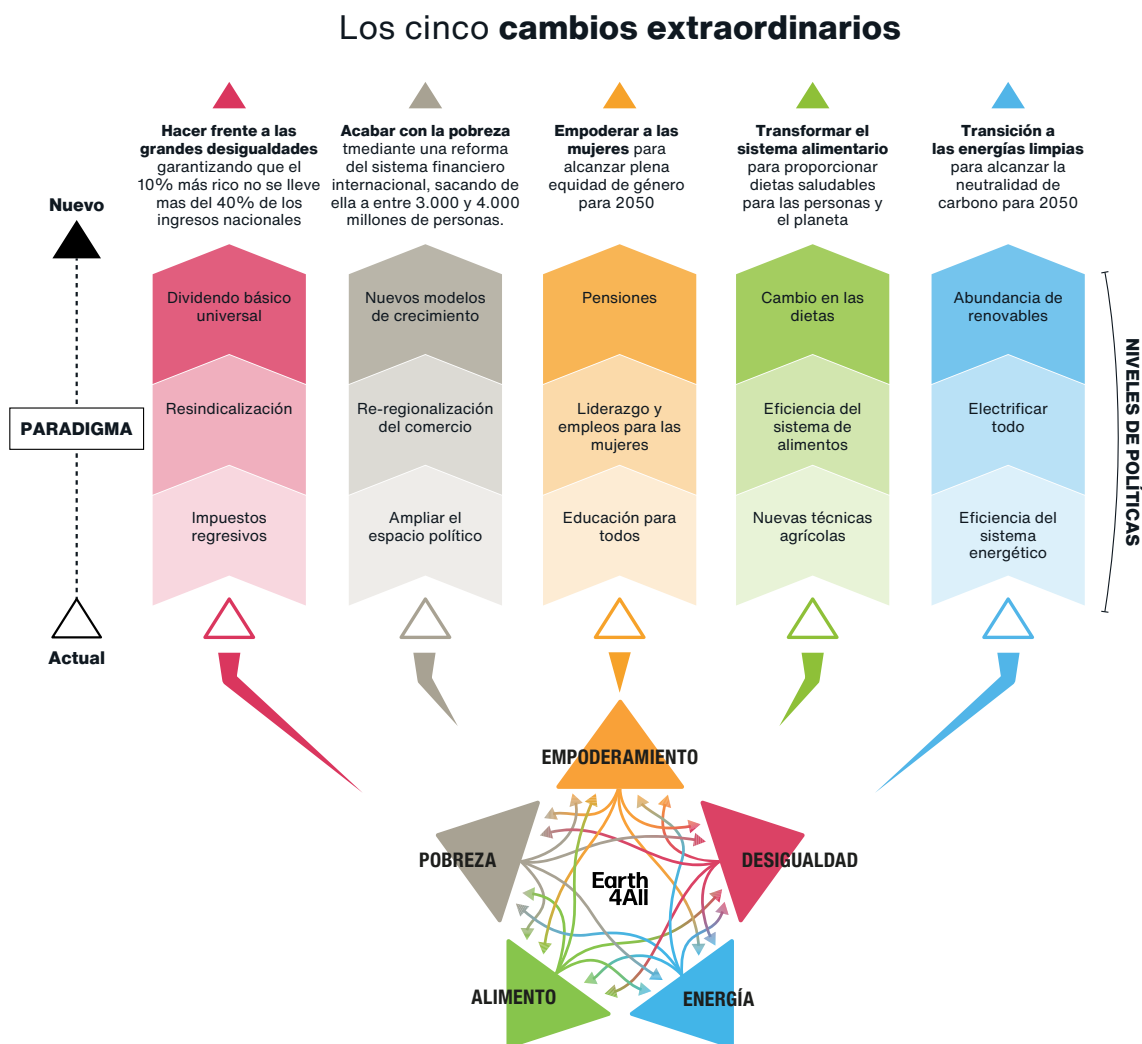 Los cinco cambios extraordinarios
Hacer frente a las
grandes desigualdades
garantizando que el
10% más rico no se lleve
mas del 40% de los
ingresos nacionales
Acabar con la pobreza
tmediante una reforma
del sistema financiero
internacional, sacando de
ella a entre 3.000 y 4.000
millones de personas.
Empoderar a las
mujeres para
alcanzar plena
equidad de género
para 2050
Transformar el
sistema alimentario
para proporcionar
dietas saludables
para las personas y
el planeta
Transición a
las energías limpias
para alcanzar la
neutralidad de
carbono para 2050
Nuevo
PARADIGMA
Actual
Dividendo básico
universal
Nuevos modelos
de crecimiento
Pensiones
Cambio en las
dietas
Abundancia de
renovables
Resindicalización
Re-regionalización
del comercio
Liderazgo y
empleos para las
mujeres
Eficiencia del
sistema de
alimentos
Electrificar
todo
Impuestos
regresivos
Ampliar el
espacio político
Educación para
todos
Nuevas técnicas
agrícolas
Eficiencia del
sistema
energético
NIVELES DE POLÍTICAS
EMPODERAMIENTO
POBREZA
DESIGUALDAD
Earth
4All
ALIMENTO
ENERGÍA